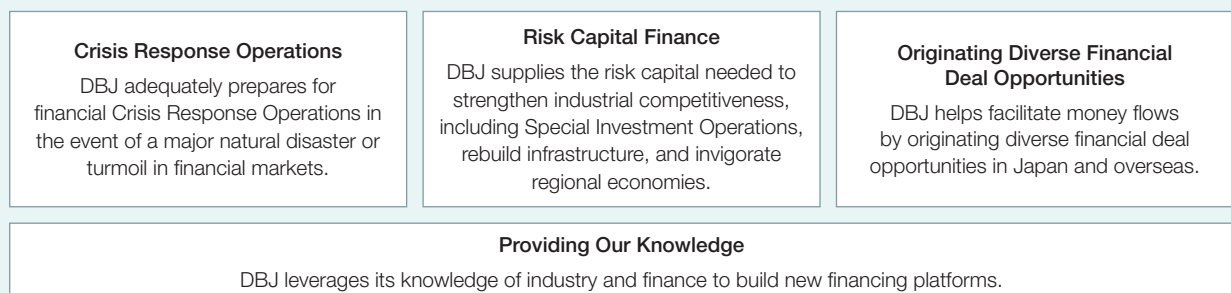 Crisis Response Operations
DBJ adequately prepares for
financial Crisis Response Operations in
the event of a major natural disaster or
turmoil in financial markets.
Risk Capital Finance
DBJ supplies the risk capital needed to
strengthen industrial competitiveness,
including Special Investment Operations,
rebuild infrastructure, and invigorate
regional economies.
Originating Diverse Financial
Deal Opportunities
DBJ helps facilitate money flows
by originating diverse financial deal
opportunities in Japan and overseas.
Providing Our Knowledge
DBJ leverages its knowledge of industry and finance to build new financing platforms.